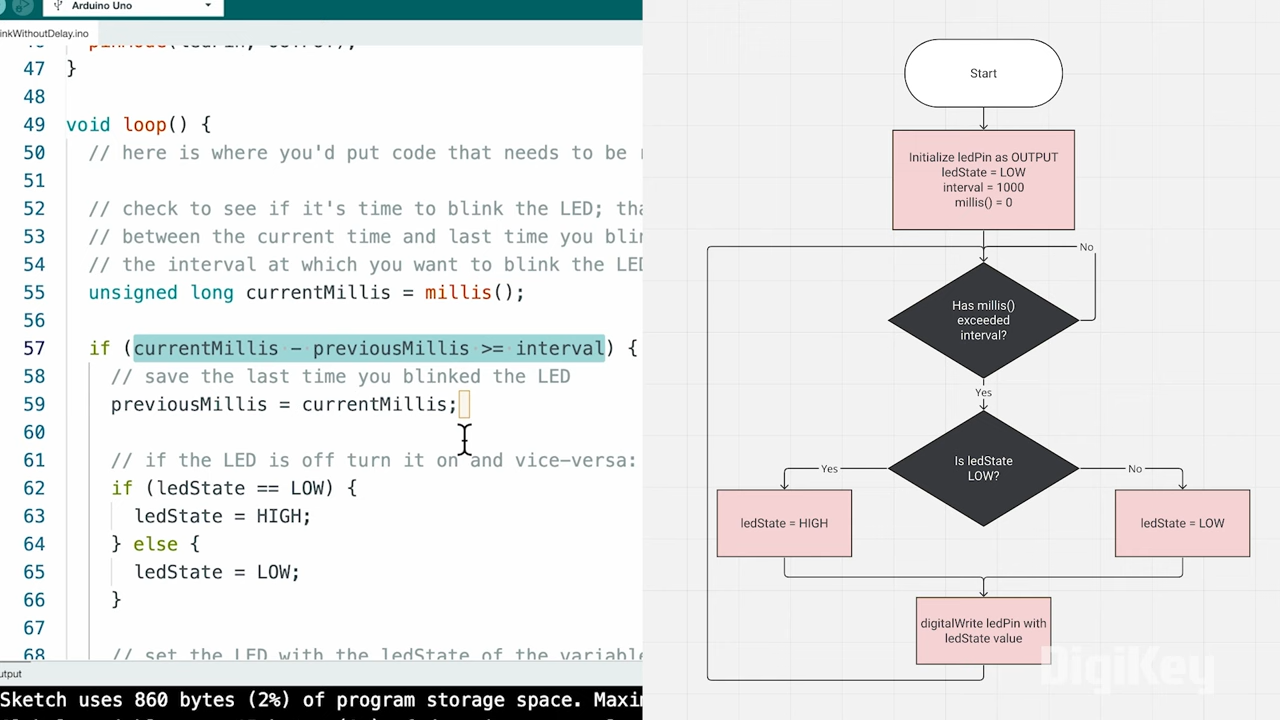 Arduino Uno
inkWithoutDelay.ino
46 pinMode(ledPin, OUTPUT);
47 }
48
49 void loop() {
50 // here is where you'd put code that needs to be
51
52 // check to see if it's time to blink the LED; tha
53 // between the current time and last time you blin
54 // the interval at which you want to blink the LED
55 unsigned long currentMillis = millis();
56
57 if (currentMillis - previousMillis >= interval) {
58 // save the last time you blinked the LED
59 previousMillis = currentMillis;
60
61 // if the LED is off turn it on and vice-versa:
62 if (ledState == LOW) {
63 ledState = HIGH;
64 } else {
65 ledState = LOW;
66 }
67
68 // set the LED with the ledState of the variable
utput
Sketch uses 860 bytes (2%) of program storage space. Maxi
Start
Initialize ledPin as OUTPUT
ledState = LOW
interval = 1000
millis() = 0
No
Has millis()
exceeded
interval?
Yes
Is ledState
LOW?
Yes
No
ledState = HIGH
ledState = LOW
digitalWrite ledPin with
ledState value
DigiKey